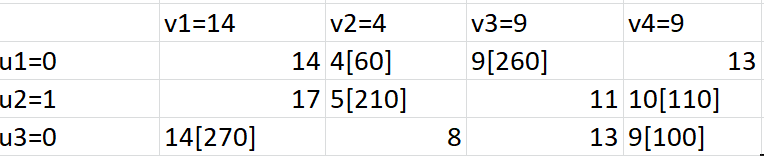 v1=14 v2=4 v3=9 v4=9
u1=0 14 4[60] 9[260] 13
u2=1 17 5[210] 11 10[110]
u3=0 14[270] 8 13 9[100]